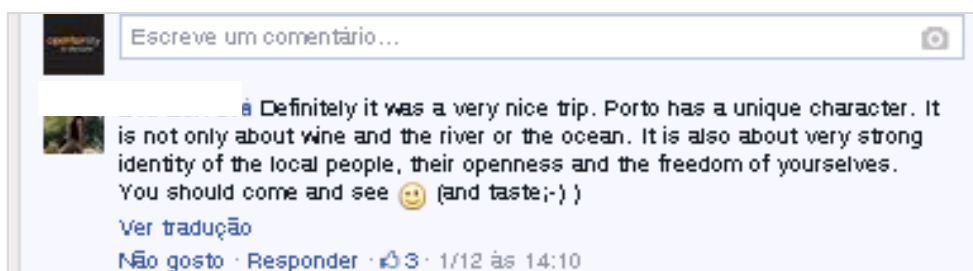 Escreve um comentário...
Definitely it was a very nice trip. Porto has a unique character. It
is not only about wine and the river or the ocean. It is also about very strong
identity of the local people, their openness and the freedom of yourselves.
You should come and see (and taste;-) )
Ver tradução
Não gosto · Responder · 3 · 1/12 às 14:10